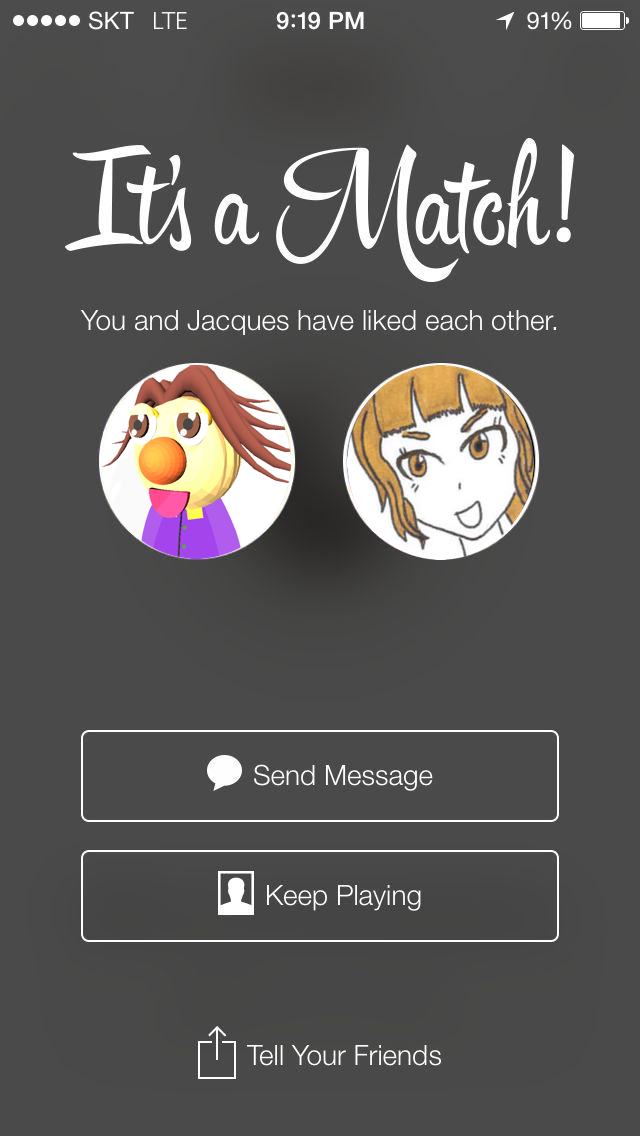 SKT LTE 9:19 PM 91%
It's a Match!
You and Jacques have liked each other.
Send Message
Keep Playing
Tell Your Friends